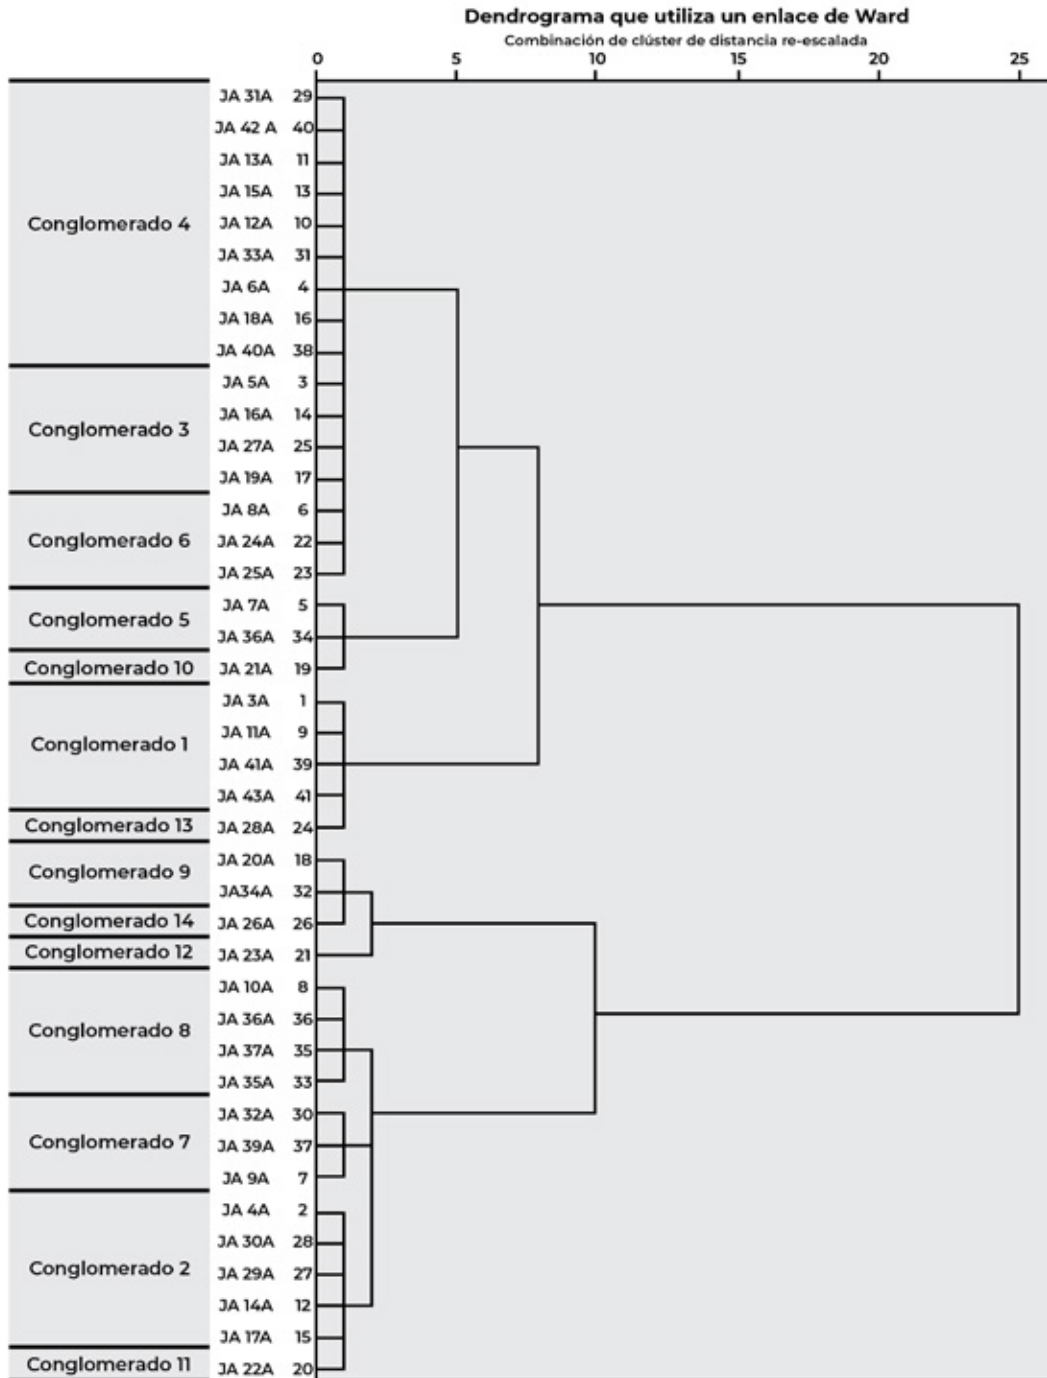 Dendrograma que utiliza un enlace de Ward
Combinación de clúster de distancia re-escalada
0 5 10 15 20 25
JA 31A 29
JA 42 A 40
JA 13A 11
JA 15A 13
Conglomerado 4 JA 12A 10
JA 33A 31
JA 6A 4
JA 18A 16
JA 40A 38
JA 5A 3
JA 16A 14
Conglomerado 3
JA 27A 25
JA 19A 17
JA 8A 6
Conglomerado 6 JA 24A 22
JA 25A 23
JA 7A 5
Conglomerado 5
JA 36A 34
Conglomerado 10 JA 21A 19
JA 3A 1
JA 11A 9
Conglomerado 1
JA 41A 39
JA 43A 41
Conglomerado 13 JA 28A 24
JA 20A 18
Conglomerado 9
JA34A 32
Conglomerado 14 JA 26A 26
Conglomerado 12 JA 23A 21
JA 10A 8
JA 36A 36
Conglomerado 8
JA 37A 35
JA 35A 33
JA 32A 30
Conglomerado 7 JA 39A 37
JA 9A 7
JA 4A 2
JA 30A 28
Conglomerado 2 JA 29A 27
JA 14A 12
JA 17A 15
Conglomerado 11 JA 22A 20